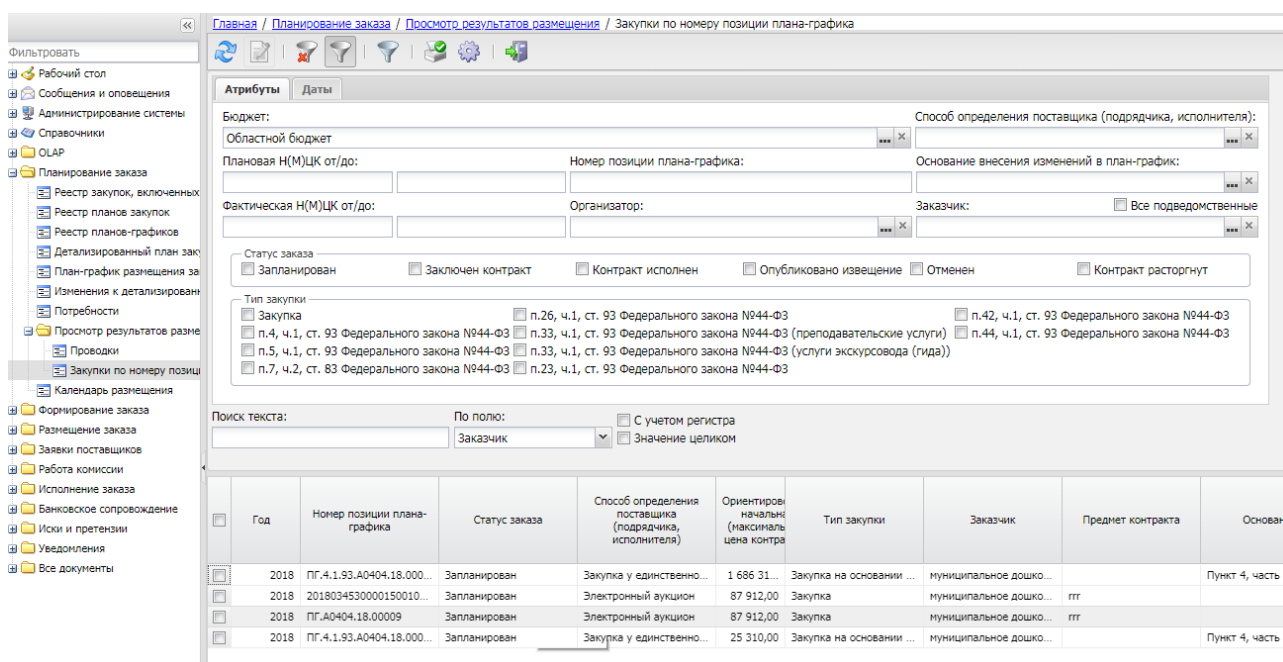 Главная / Планирование заказа / Просмотр результатов размещения / Закупки по номеру позиции плана-графика
Фильтровать
Рабочий стол
Сообщения и оповещения
Администрирование системы
Справочники
OLAP
Планирование заказа
Реестр закупок, включенных
Реестр планов закупок
Реестр планов-графиков
Детализированный план зак
План-график размещения за
Изменения к детализирован
Потребности
Просмотр результатов разме
Проводки
Закупки по номеру позиц
Календарь размещения
Формирование заказа
Размещение заказа
Заявки поставщиков
Работа комиссии
Исполнение заказа
Банковское сопровождение
Иски и претензии
Уведомления
Все документы
Атрибуты Даты
Бюджет: Способ определения поставщика (подрядчика, исполнителя):
Областной бюджет ... ×  ... ×
Плановая Н(М)ЦК от/до: Номер позиции плана-графика: Основание внесения изменений в план-график:
... ×
Фактическая Н(М)ЦК от/до: Организатор: Заказчик: Все подведомственные
... × ... ×
Статус заказа
Запланирован Заключен контракт Контракт исполнен Опубликовано извещение Отменен Контракт расторгнут
Тип закупки
Закупка п.26, ч.1, ст. 93 Федерального закона №44-ФЗ п.42, ч.1, ст. 93 Федерального закона №44-ФЗ
п.4, ч.1, ст. 93 Федерального закона №44-ФЗ п.33, ч.1, ст. 93 Федерального закона №44-ФЗ (преподавательские услуги) п.44, ч.1, ст. 93 Федерального закона №44-ФЗ
п.5, ч.1, ст. 93 Федерального закона №44-ФЗ п.33, ч.1, ст. 93 Федерального закона №44-ФЗ (услуги экскурсовода (гида))
п.7, ч.2, ст. 83 Федерального закона №44-ФЗ п.23, ч.1, ст. 93 Федерального закона №44-ФЗ
Поиск текста: По полю: С учетом регистра
Заказчик Значение целиком
Год Номер позиции плана-графика Статус заказа Способ определения поставщика (подрядчика, исполнителя) Ориентиров начальна (максималь цена контра Тип закупки Заказчик Предмет контракта Основан
2018 ПГ.4.1.93.А0404.18.000... Запланирован Закупка у единственно... 1 686 31... Закупка на основании ... муниципальное дошко... Пункт 4, часть
2018 2018034530000150010... Запланирован Электронный аукцион 87 912,00 Закупка муниципальное дошко... ггг
2018 ПГ.А0404.18.00009 Запланирован Электронный аукцион 87 912,00 Закупка муниципальное дошко... ггг
2018 ПГ.4.1.93.А0404.18.000... Запланирован Закупка у единственно... 25 310,00 Закупка на основании ... муниципальное дошко... Пункт 4, часть